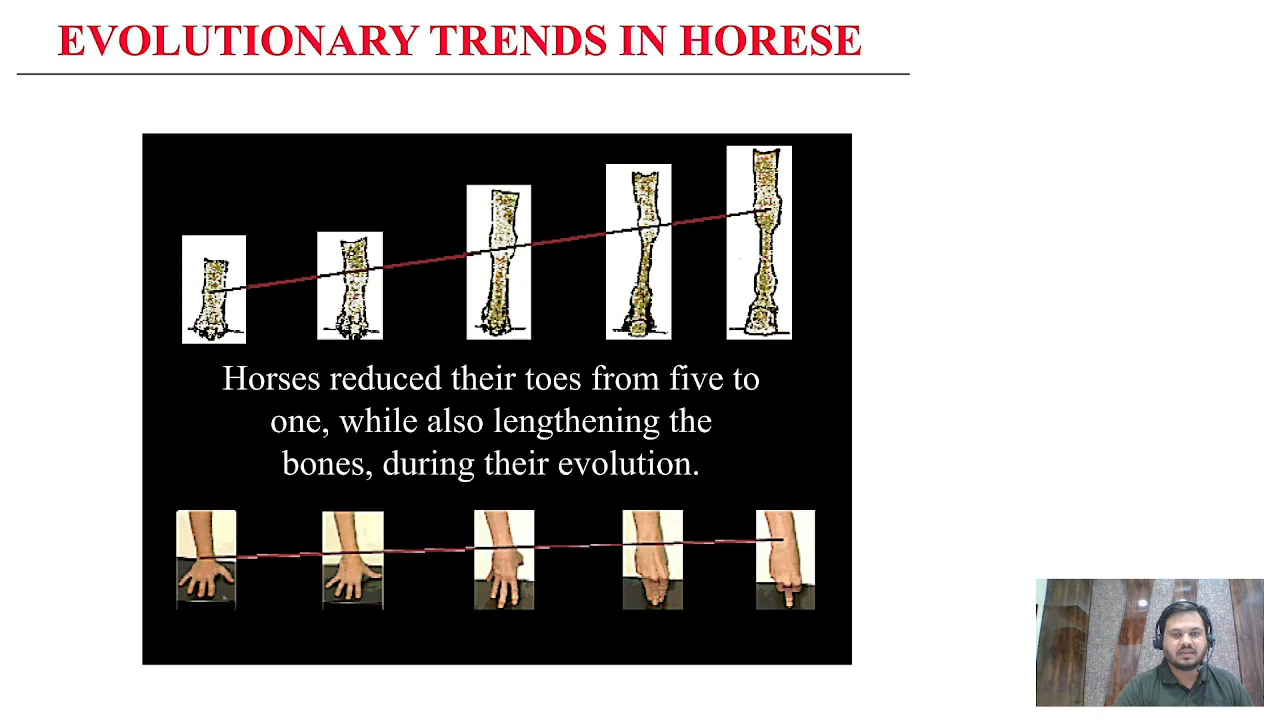 EVOLUTIONARY TRENDS IN HORESE
Horses reduced their toes from five to
one, while also lengthening the
bones, during their evolution.